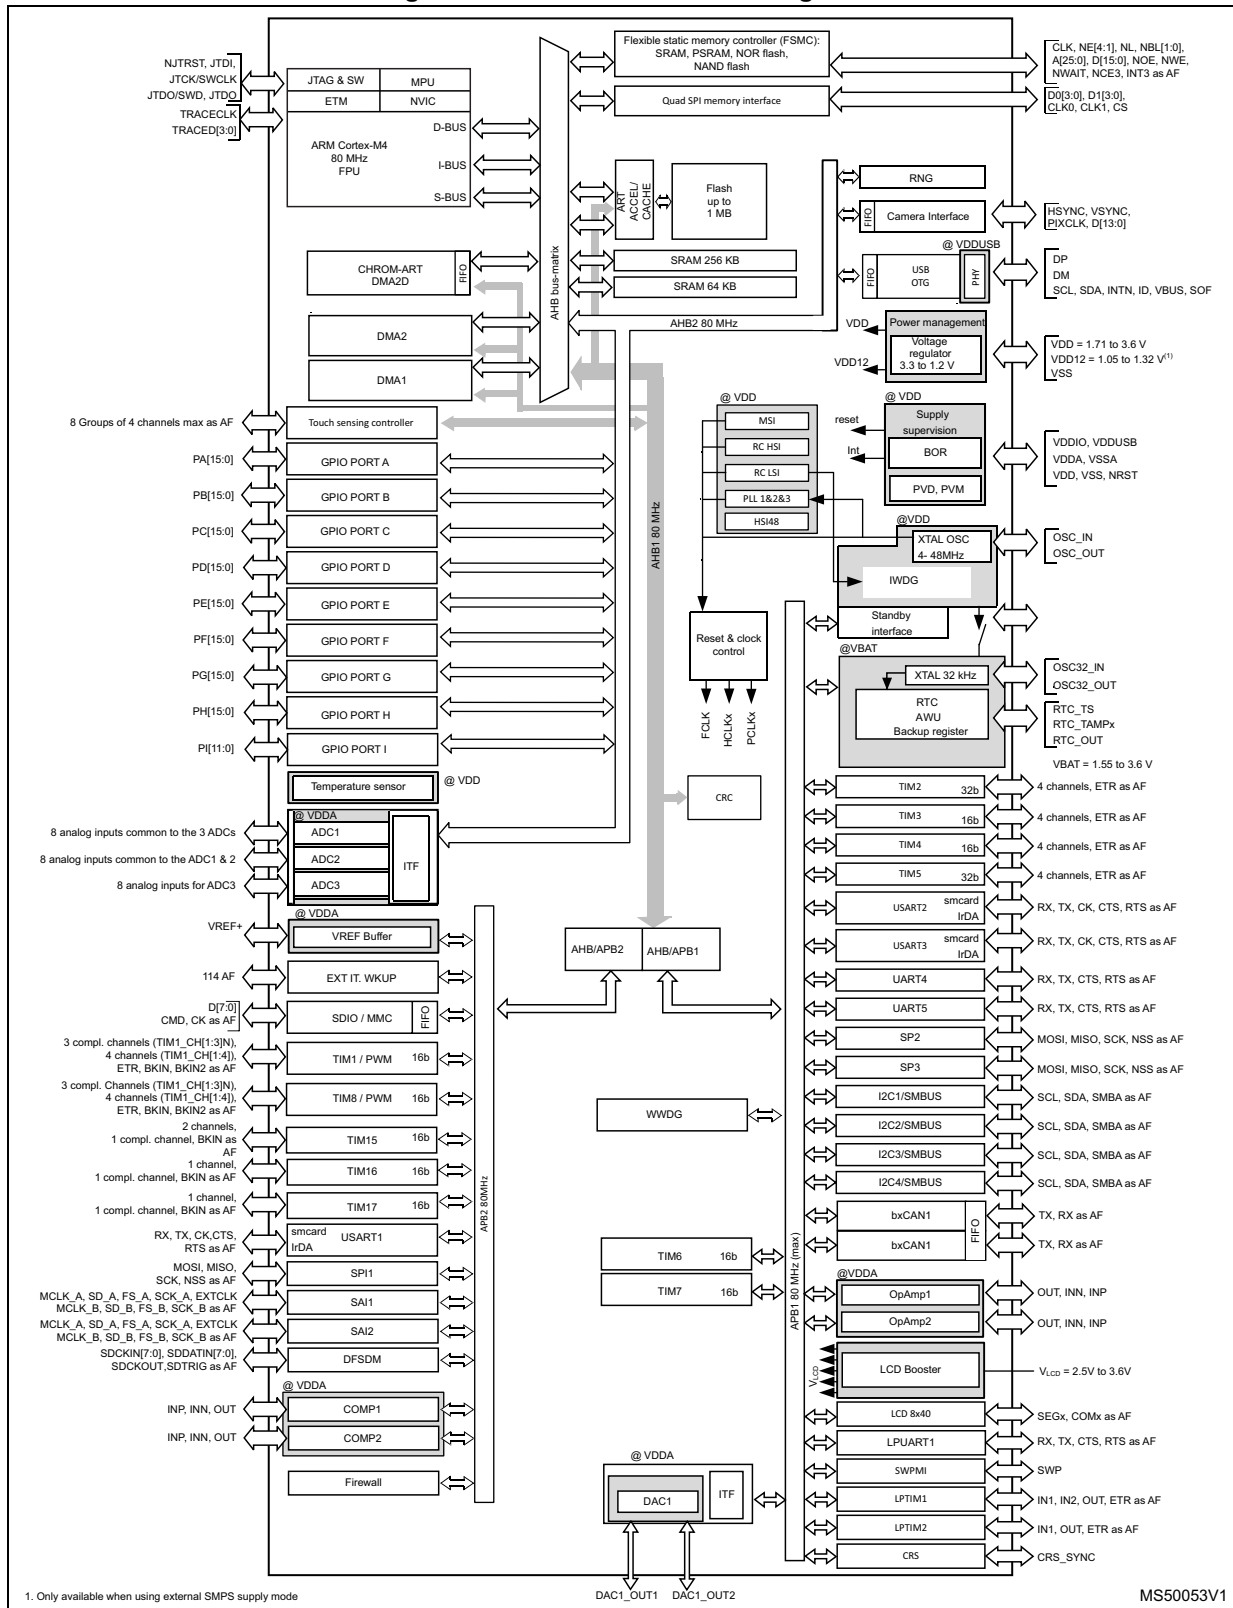 NJTRST, JTDI,
JTCK/SWCLK
JTDO/SWD, JTDO
TRACECLK
TRACED[3:0]
JTAG & SW
MPU
ETM
NVIC
ARM Cortex-M4
80 MHz
FPU
D-BUS
I-BUS
S-BUS
AHB bus-matrix
Flexible static memory controller (FSMC):
SRAM, PSRAM, NOR flash,
NAND flash
CLK, NE[4:1], NL, NBL[1:0],
A[25:0], D[15:0], NOE, NWE,
NWAIT, NCE3, INT3 as AF
Quad SPI memory interface
D0[3:0], D1[3:0],
CLK0, CLK1, CS
ART
ACCEL/
CACHE
Flash
up to
1 MB
SRAM 256 KB
SRAM 64 KB
AHB2 80 MHz
RNG
FIFO
Camera Interface
HSYNC, VSYNC,
PIXCLK, D[13:0]
@ VDDUSB
FIFO
USB
OTG
PHY
DP
DM
SCL, SDA, INTN, ID, VBUS, SOF
CHROM-ART
DMA2D
FIFO
DMA2
DMA1
VDD
VDD12
Power management
Voltage
regulator
3.3 to 1.2 V
VDD = 1.71 to 3.6 V
VDD12 = 1.05 to 1.32 V(1)
VSS
8 Groups of 4 channels max as AF
Touch sensing controller
PA[15:0]
GPIO PORT A
PB[15:0]
GPIO PORT B
PC[15:0]
GPIO PORT C
PD[15:0]
GPIO PORT D
PE[15:0]
GPIO PORT E
PF[15:0]
GPIO PORT F
PG[15:0]
GPIO PORT G
PH[15:0]
GPIO PORT H
PI[11:0]
GPIO PORT I
AHB1 80 MHz
@ VDD
MSI
RC HSI
RC LSI
PLL 1&2&3
HSI48
@ VDD
reset
Int
Supply
supervision
BOR
PVD, PVM
VDDIO, VDDUSB
VDDA, VSSA
VDD, VSS, NRST
@VDD
XTAL OSC
4- 48MHz
IWDG
OSC_IN
OSC_OUT
Standby
interface
Reset & clock
control
FCLK
HCLKx
PCLKx
@VBAT
XTAL 32 kHz
RTC
AWU
Backup register
OSC32_IN
OSC32_OUT
RTC_TS
RTC_TAMPx
RTC_OUT
VBAT = 1.55 to 3.6 V
Temperature sensor
@ VDD
CRC
@ VDDA
8 analog inputs common to the 3 ADCs
ADC1
8 analog inputs common to the ADC1 & 2
ADC2
8 analog inputs for ADC3
ADC3
ITF
@ VDDA
VREF+
VREF Buffer
AHB/APB2
AHB/APB1
114 AF
EXT IT. WKUP
D[7:0]
CMD, CK as AF
SDIO / MMC
FIFO
3 compl. channels (TIM1_CH[1:3]N),
4 channels (TIM1_CH[1:4]),
ETR, BKIN, BKIN2 as AF
TIM1 / PWM
16b
3 compl. Channels (TIM1_CH[1:3]N),
4 channels (TIM1_CH[1:4]),
ETR, BKIN, BKIN2 as AF
TIM8 / PWM
16b
2 channels,
1 compl. channel, BKIN as
AF
TIM15
16b
1 channel,
1 compl. channel, BKIN as AF
TIM16
16b
1 channel,
1 compl. channel, BKIN as AF
TIM17
16b
RX, TX, CK,CTS,
RTS as AF
smcard
IrDA
USART1
MOSI, MISO,
SCK, NSS as AF
SPI1
MCLK_A, SD_A, FS_A, SCK_A, EXTCLK
MCLK_B, SD_B, FS_B, SCK_B as AF
SAI1
MCLK_A, SD_A, FS_A, SCK_A, EXTCLK
MCLK_B, SD_B, FS_B, SCK_B as AF
SAI2
SDCKIN[7:0], SDDATIN[7:0],
SDCKOUT,SDTRIG as AF
DFSDM
@ VDDA
INP, INN, OUT
COMP1
INP, INN, OUT
COMP2
Firewall
APB2 80MHz
WWDG
TIM6
16b
TIM7
16b
@ VDDA
DAC1
ITF
DAC1_OUT1
DAC1_OUT2
APB1 80 MHz (max)
TIM2
32b
4 channels, ETR as AF
TIM3
16b
4 channels, ETR as AF
TIM4
16b
4 channels, ETR as AF
TIM5
32b
4 channels, ETR as AF
USART2
smcard
IrDA
RX, TX, CK, CTS, RTS as AF
USART3
smcard
IrDA
RX, TX, CK, CTS, RTS as AF
UART4
RX, TX, CTS, RTS as AF
UART5
RX, TX, CTS, RTS as AF
SP2
MOSI, MISO, SCK, NSS as AF
SP3
MOSI, MISO, SCK, NSS as AF
I2C1/SMBUS
SCL, SDA, SMBA as AF
I2C2/SMBUS
SCL, SDA, SMBA as AF
I2C3/SMBUS
SCL, SDA, SMBA as AF
I2C4/SMBUS
SCL, SDA, SMBA as AF
bxCAN1
FIFO
TX, RX as AF
bxCAN1
TX, RX as AF
@VDDA
OpAmp1
OUT, INN, INP
OpAmp2
OUT, INN, INP
VLCD
LCD Booster
VLCD = 2.5V to 3.6V
LCD 8x40
SEGx, COMx as AF
LPUART1
RX, TX, CTS, RTS as AF
SWPMI
SWP
LPTIM1
IN1, IN2, OUT, ETR as AF
LPTIM2
IN1, OUT, ETR as AF
CRS
CRS_SYNC
1. Only available when using external SMPS supply mode
MS50053V1